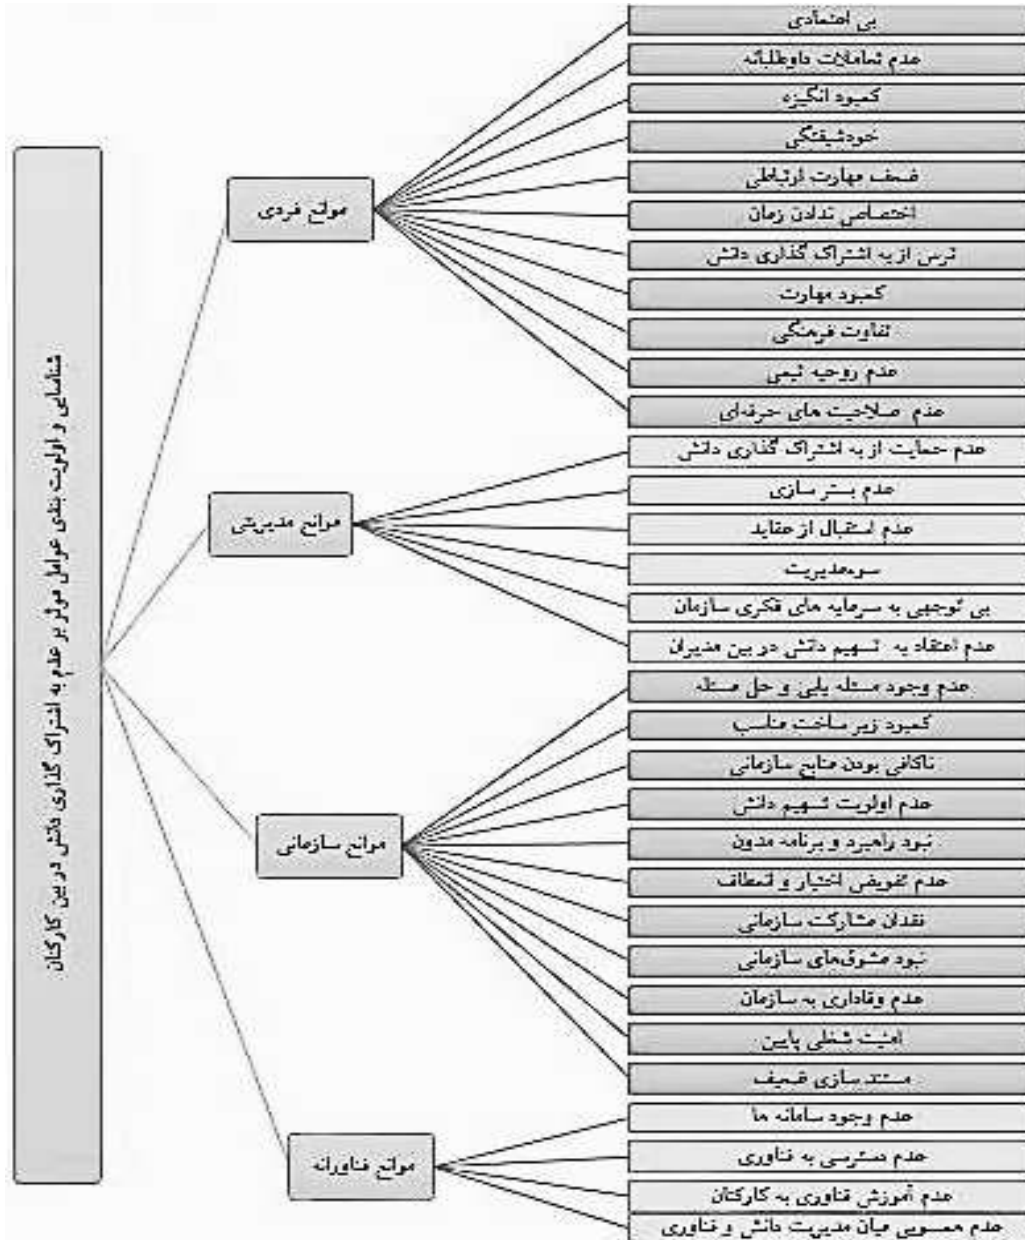 شناسایی و اولویت بندی عوامل موثر بر عدم به اشتراک گذاری دانش در بین کارکنان
موانع فردی
بی اعتمادی
عدم تعاملات داوطلبانه
کمبود انگیزه
خودشیفتگی
ضعف مهارت ارتباطی
اختصاص ندادن زمان
ترس از به اشتراک گذاری دانش
کمبود مهارت
تفاوت فرهنگی
عدم روحیه تیمی
عدم صلاحیت های حرفه‌ای
موانع مدیریتی
عدم حمایت از به اشتراک گذاری دانش
عدم بستر سازی
عدم استقبال از عقاید
سوءمدیریت
بی توجهی به سرمایه های فکری سازمان
عدم اعتقاد به تسهیم دانش در بین مدیران
موانع سازمانی
عدم وجود مسئله یابی و حل مسئله
کمبود زیر ساخت مناسب
ناکافی بودن منابع سازمانی
عدم اولویت تسهیم دانش
نبود راهبرد و برنامه مدون
عدم تفویض اختیار و انعطاف
فقدان مشارکت سازمانی
نبود مشوق‌های سازمانی
عدم وفاداری به سازمان
امنیت شغلی پایین
مستند سازی ضعیف
موانع فناورانه
عدم وجود سامانه ها
عدم دسترسی به فناوری
عدم آموزش فناوری به کارکنان
عدم همسویی میان مدیریت دانش و فناوری